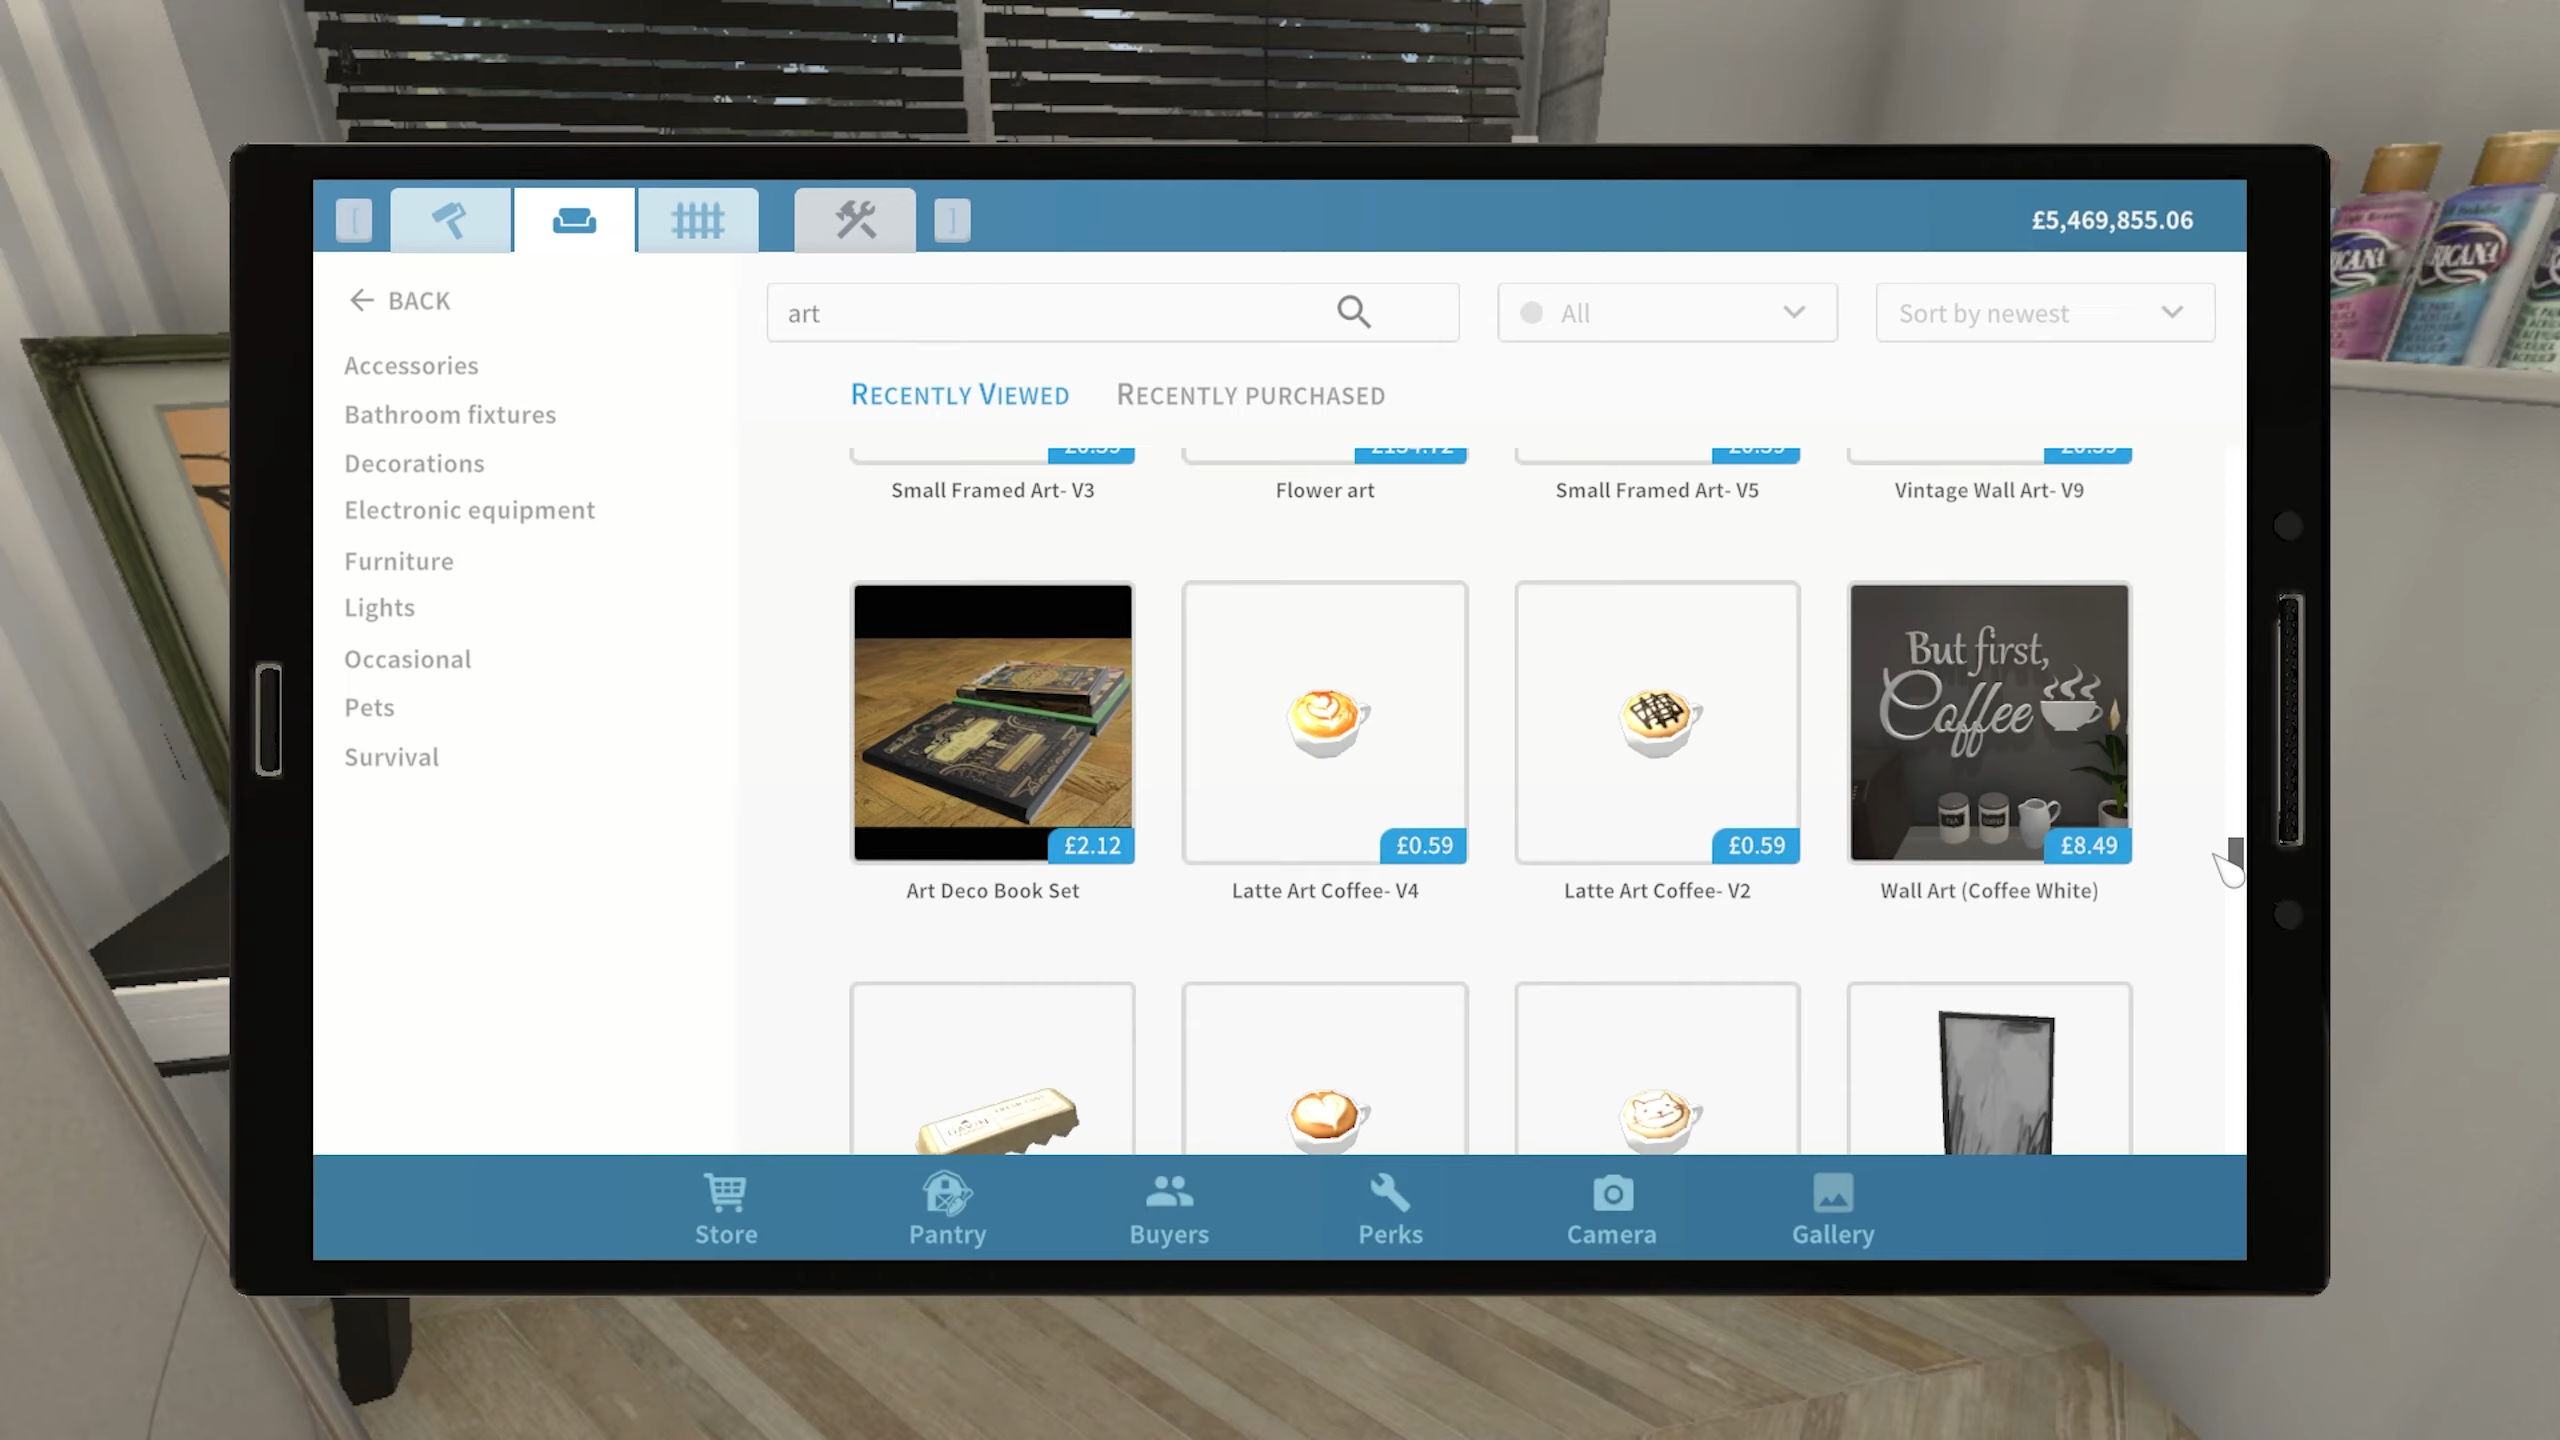 [
]
£5,469,855.06
BACK
art
All
Sort by newest
RECENTLY VIEWED
RECENTLY PURCHASED
Accessories
Bathroom fixtures
Decorations
Electronic equipment
Furniture
Lights
Occasional
Pets
Survival
Small Framed Art- V3
Flower art
Small Framed Art- V5
Vintage Wall Art- V9
But first,
Coffee
£2.12
£0.59
£0.59
£8.49
Art Deco Book Set
Latte Art Coffee- V4
Latte Art Coffee- V2
Wall Art (Coffee White)
Store
Pantry
Buyers
Perks
Camera
Gallery